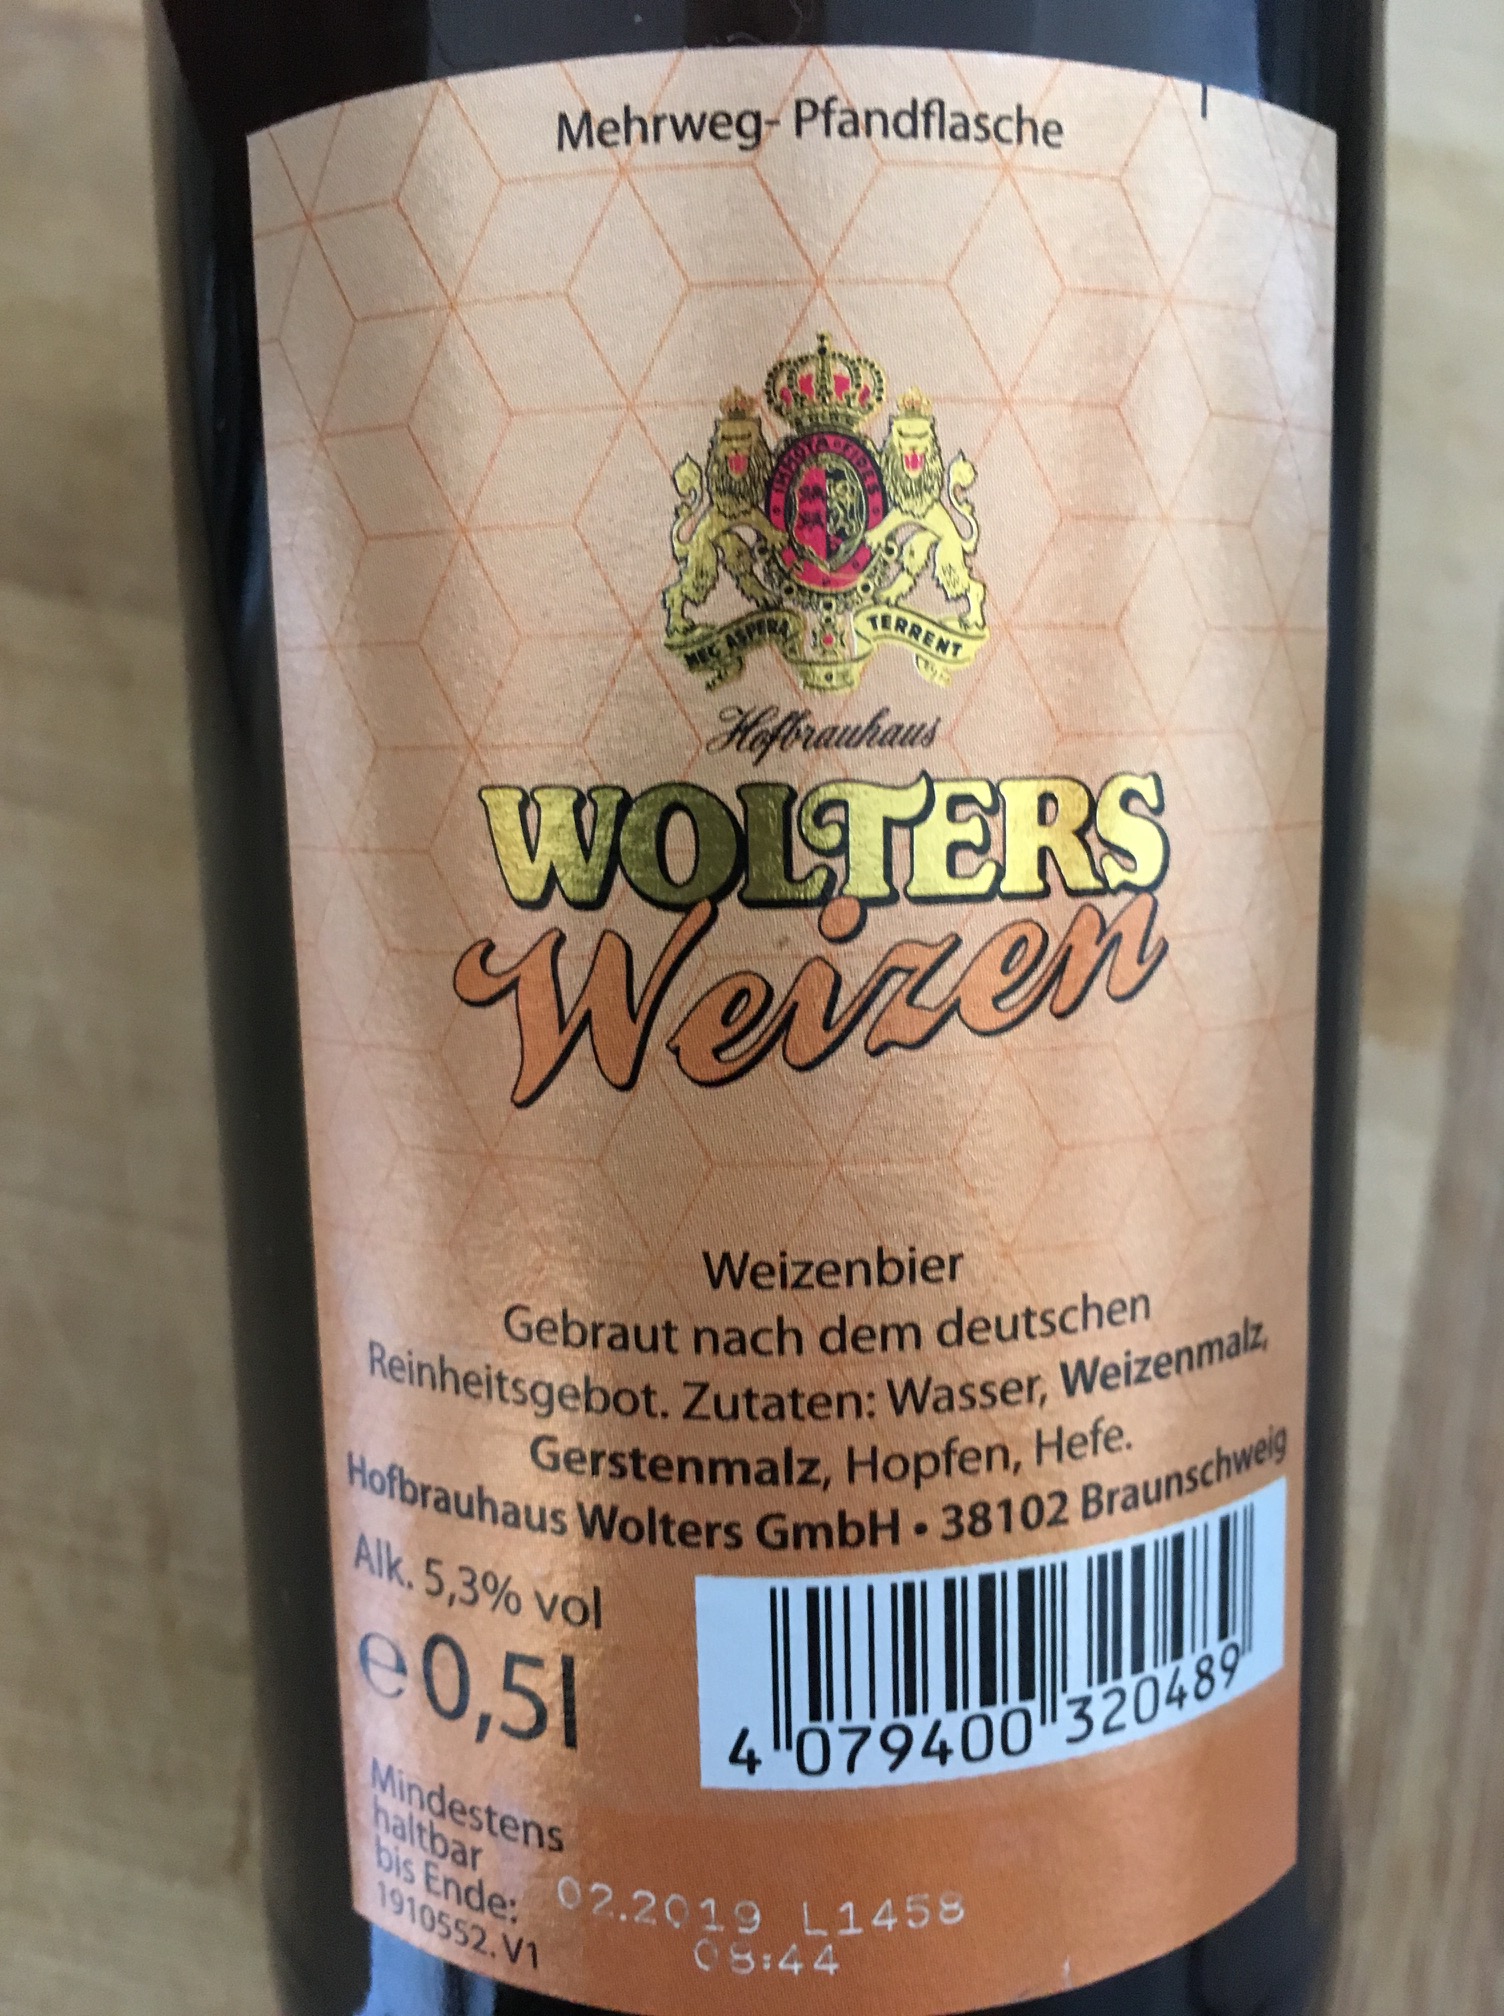 Mehrweg- Pfandflasche
IMMOTA FIDES
NEC ASPERA TERRENT
Hofbrauhaus
WOLTERS
Weizen
Weizenbier
Gebraut nach dem deutschen
Reinheitsgebot. Zutaten: Wasser, Weizenmalz,
Gerstenmalz, Hopfen, Hefe.
Hofbrauhaus Wolters GmbH • 38102 Braunschweig
Alk. 5,3% vol
℮0,5l
4 079400 320489
Mindestens
haltbar
bis Ende: 02.2019 L1458
1910552.V1 08:44